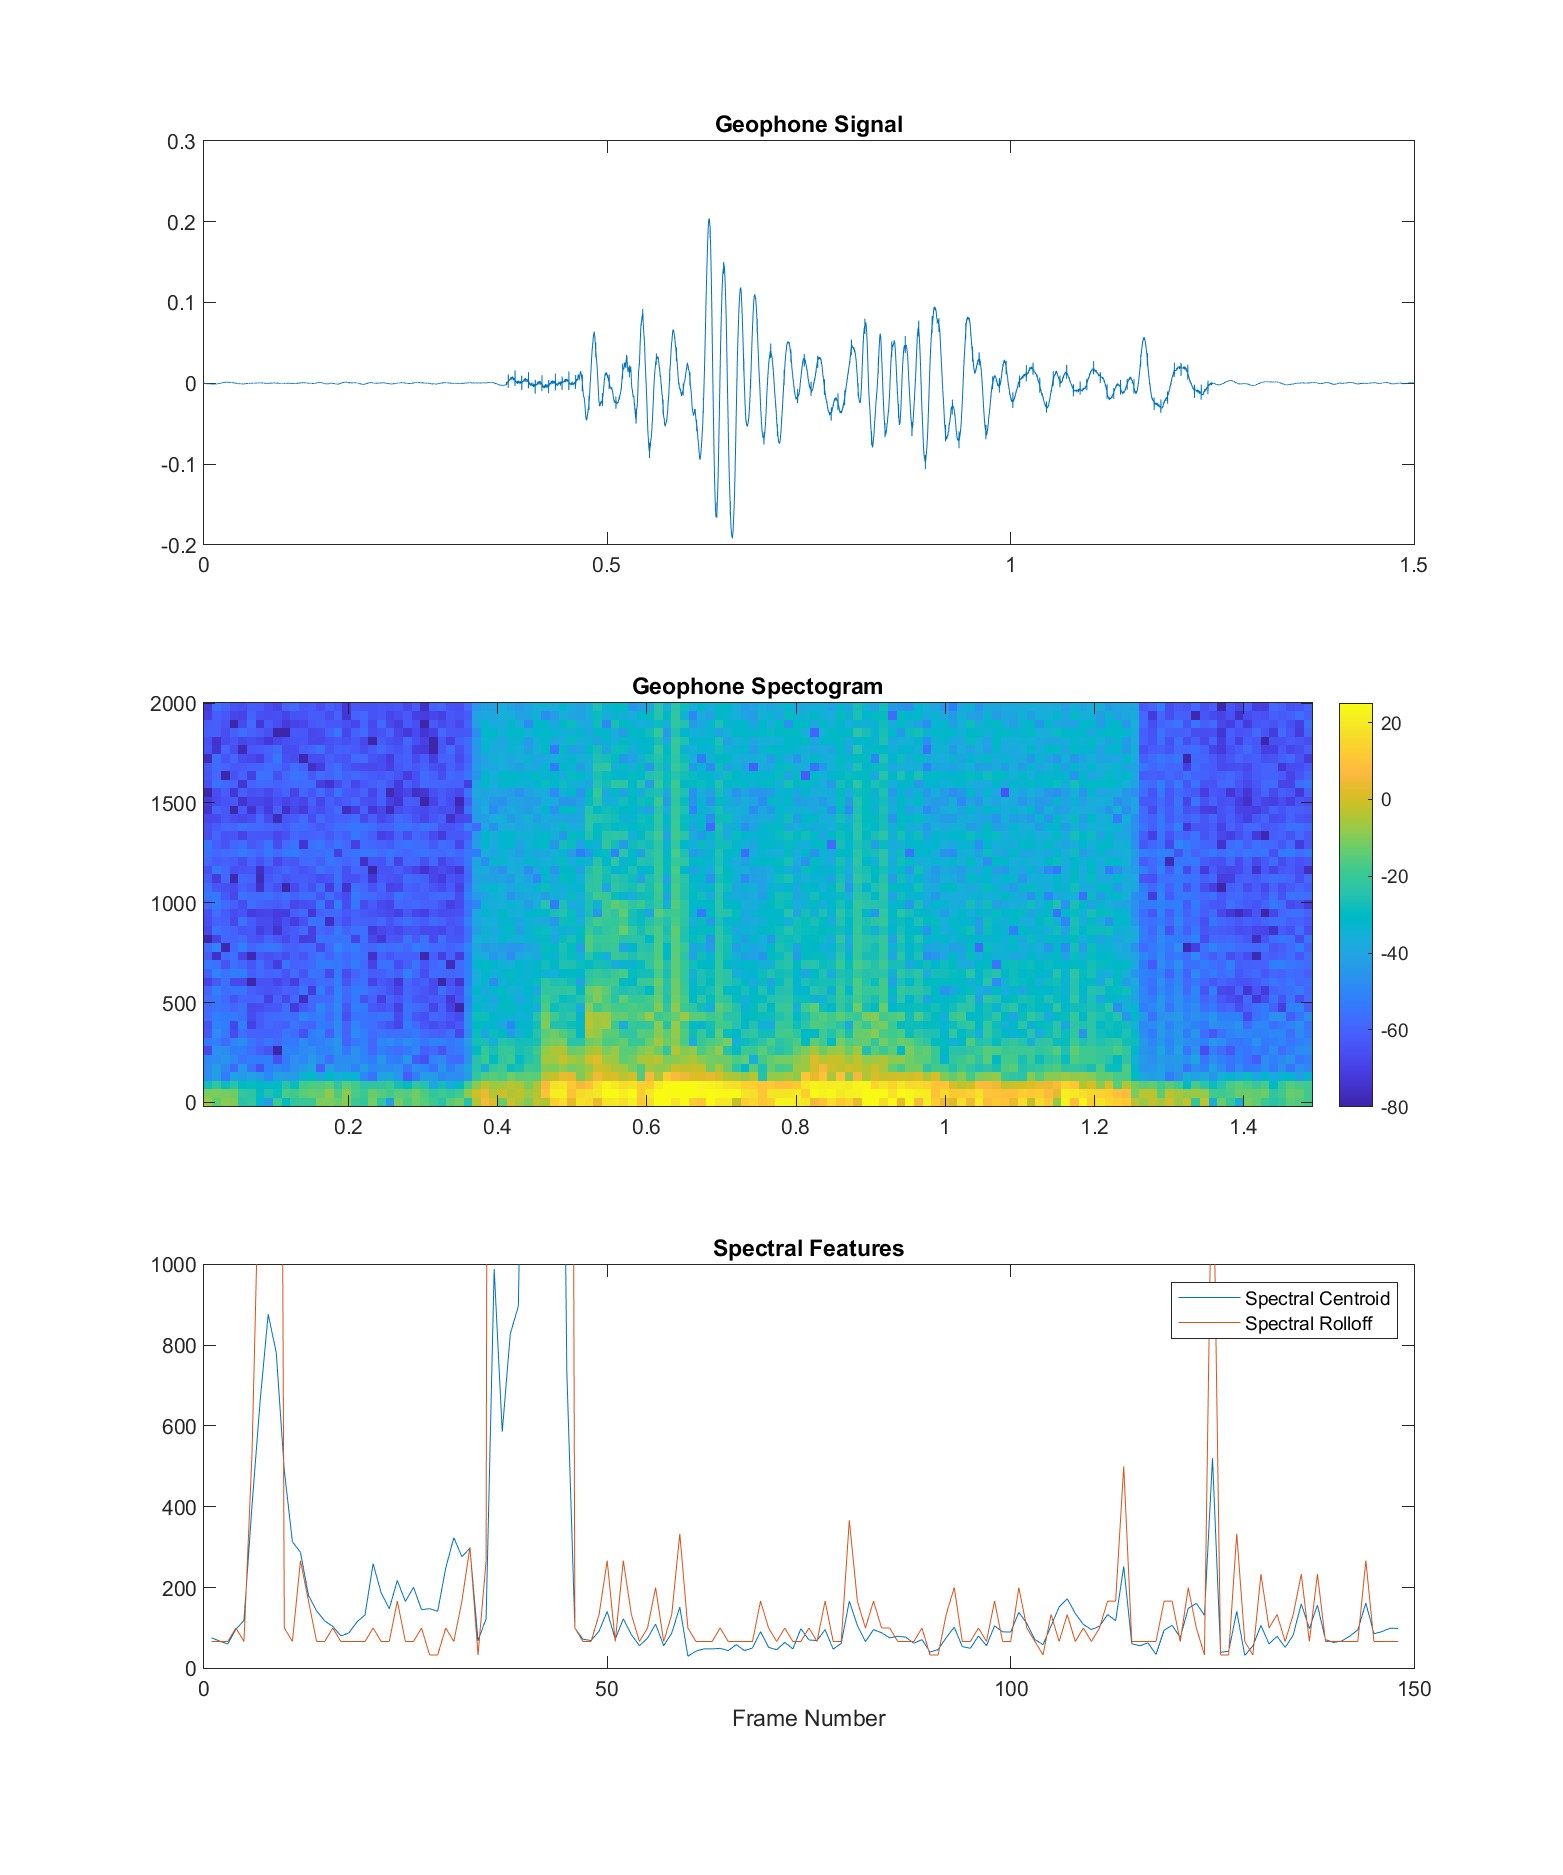 Geophone Signal
0.3
0.2
0.1
0
-0.1
-0.2
0 0.5 1 1.5
Geophone Spectogram
2000
1500
1000
500
0
20
0
-20
-40
-60
-80
0.2 0.4 0.6 0.8 1 1.2 1.4
Spectral Features
1000
800
600
400
200
0
Spectral Centroid
Spectral Rolloff
0 50 100 150
Frame Number